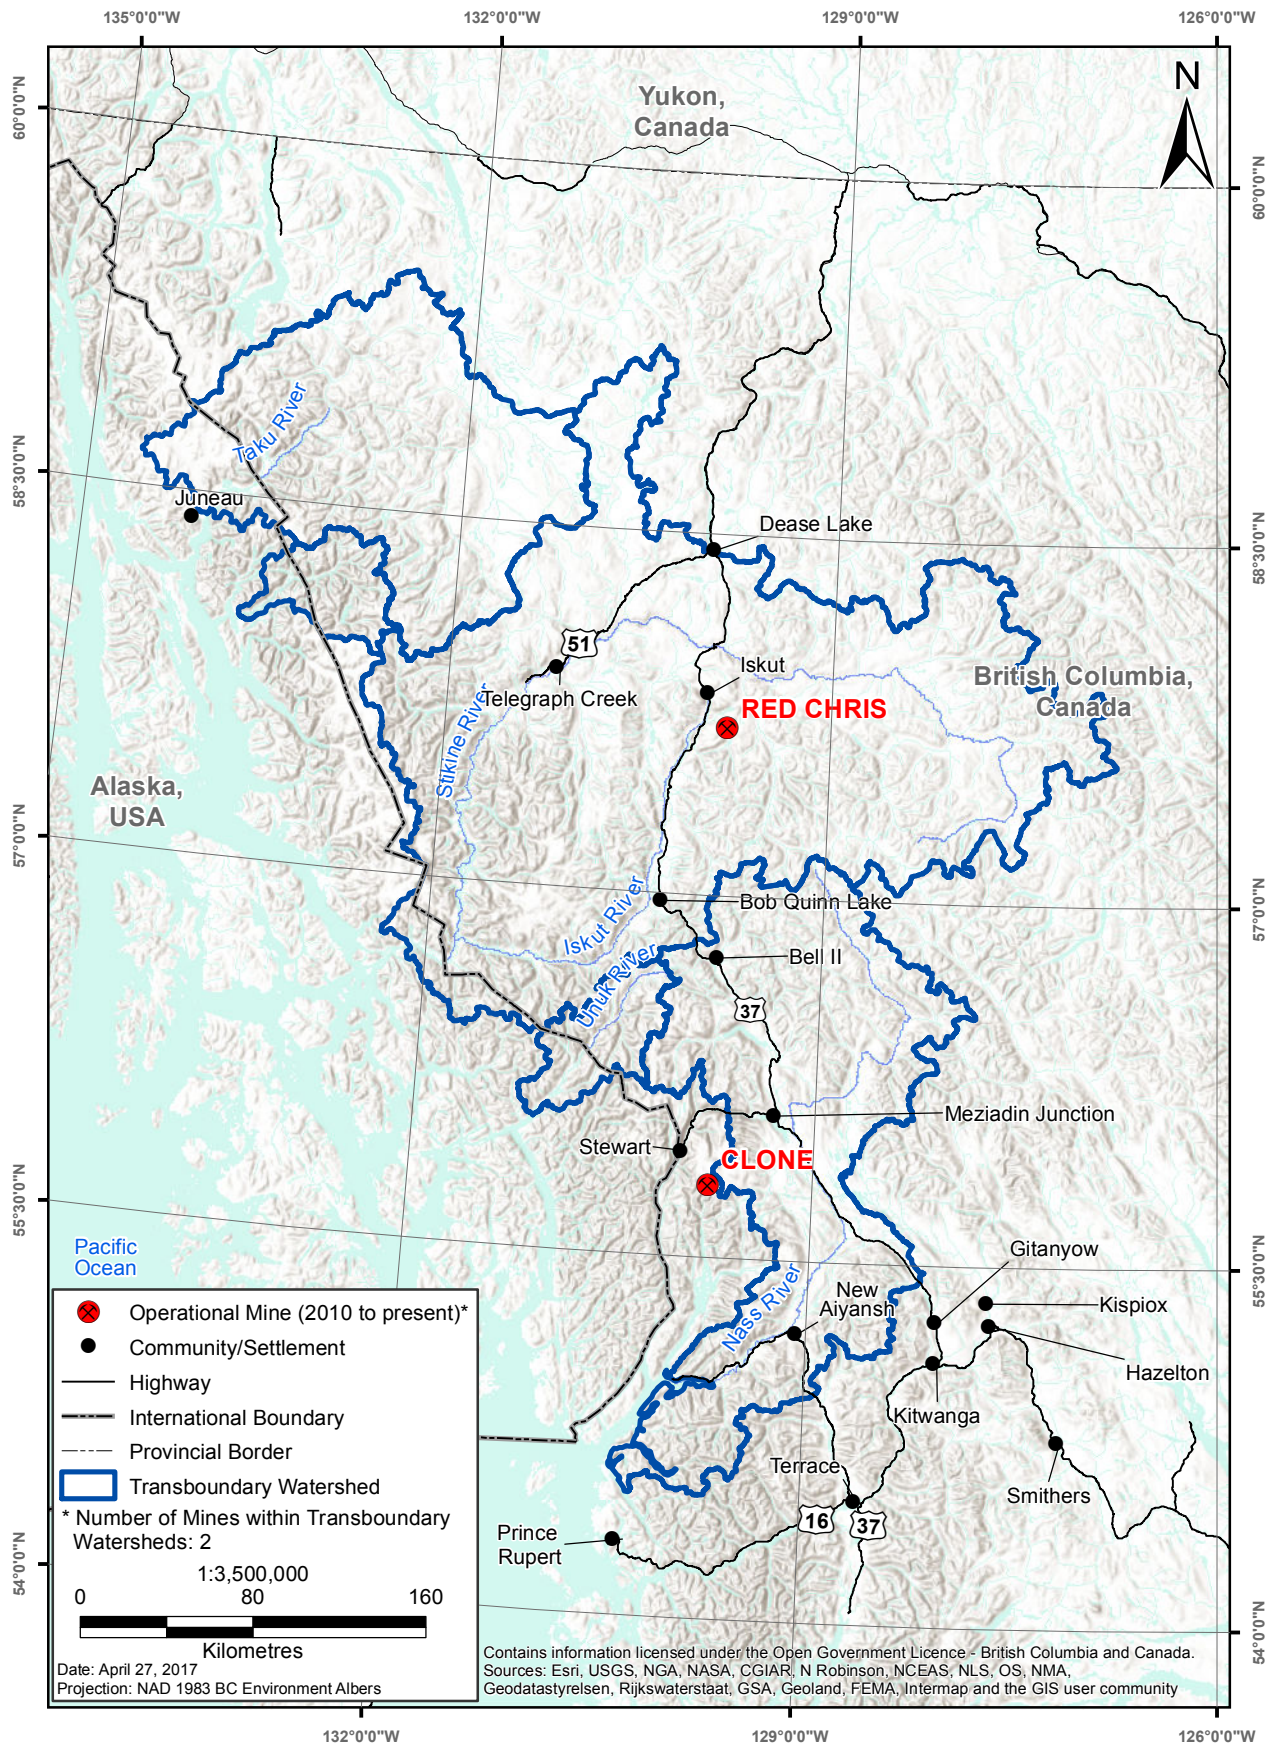 135°0'0"W
132°0'0"W
129°0'0"W
126°0'0"W
60°0'0"N
60°0'0"N
N
Yukon,
Canada
Taku River
58°30'0"N
58°30'0"N
Juneau
Dease Lake
51
Telegraph Creek
Iskut
RED CHRIS
British Columbia,
Canada
Stikine River
Alaska,
USA
57°0'0"N
57°0'0"N
Bob Quinn Lake
Iskut River
Bell II
Unuk River
37
Meziadin Junction
Stewart
CLONE
55°30'0"N
55°30'0"N
Pacific
Ocean
Gitanyow
New
Aiyansh
Nass River
Kispiox
Hazelton
Kitwanga
Terrace
Smithers
16
37
Prince
Rupert
54°0'0"N
54°0'0"N
Operational Mine (2010 to present)*
Community/Settlement
Highway
International Boundary
Provincial Border
Transboundary Watershed
* Number of Mines within Transboundary
Watersheds: 2
1:3,500,000
0 80 160
Kilometres
Date: April 27, 2017
Projection: NAD 1983 BC Environment Albers
Contains information licensed under the Open Government Licence - British Columbia and Canada.
Sources: Esri, USGS, NGA, NASA, CGIAR, N Robinson, NCEAS, NLS, OS, NMA,
Geodatastyrelsen, Rijkswaterstaat, GSA, Geoland, FEMA, Intermap and the GIS user community
132°0'0"W
129°0'0"W
126°0'0"W